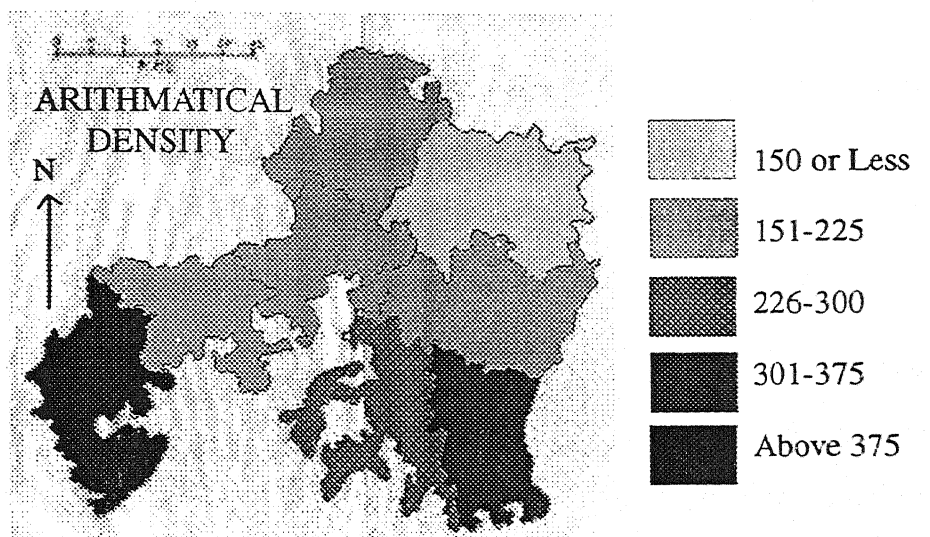 ARITHMATICAL
DENSITY
N
150 or Less
151-225
226-300
301-375
Above 375